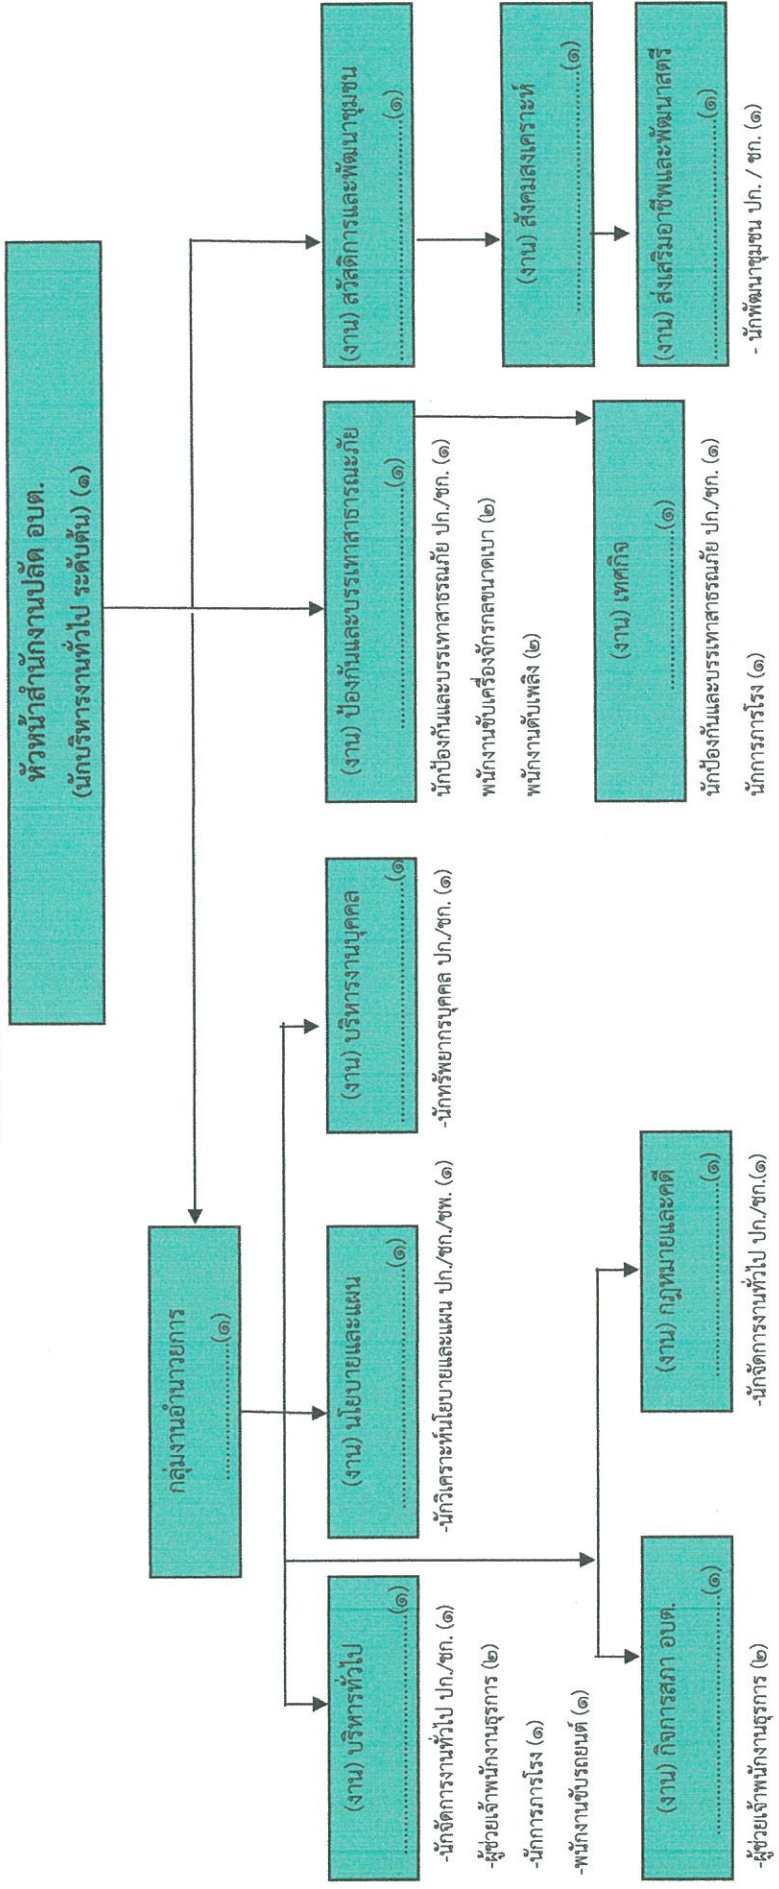 หัวหน้าสำนักงานปลัด อบต.
(นักบริหารงานทั่วไป ระดับต้น) (๑)
กลุ่มงานอำนาวยการ
........................(๑)
(งาน) บริหารทั่วไป
........................(๑)
-นักจัดการงานทั่วไป ปก./ชก. (๑)
-ผู้ช่วยเจ้าพนักงานธุรการ (๒)
-นักการภารโรง (๑)
-พนักงานขับรถยนต์ (๑)
(งาน) นโยบายและแผน
........................(๑)
-นักวิเคราะห์นโยบายและแผน ปก./ชก./ชพ. (๑)
(งาน) บริหารงานบุคคล
........................(๑
-นักทรัพยากรบุคคล ปก./ชก. (๑)
(งาน) กิจการสภา อบต.
........................(๑)
-ผู้ช่วยเจ้าพนักงานธุรการ (๒)
(งาน) กฎหมายและคดี
........................(๑)
-นักจัดการงานทั่วไป ปก./ชก.(๑)
(งาน) ป้องกันและบรรเทาสาธารณะภัย
........................(๑)
นักป้องกันและบรรเทาสาธรณภัย ปก./ชก. (๑)
พนักงานขับเครื่องจักรกลขนาดเบา (๒)
พนักงานดับเพลิง (๒)
(งาน) เทศกิจ
........................(๑)
นักป้องกันและบรรเทาสาธรณภัย ปก./ชก. (๑)
นักการภารโรง (๑)
(งาน) สวัสดิการและพัฒนาชุมชน
........................(๑)
(งาน) สังคมสงเคราะห์
........................(๑)
(งาน) ส่งเสริมอาชีพและพัฒนาสตรี
........................(๑)
- นักพัฒนาชุมชน ปก. / ชก. (๑)